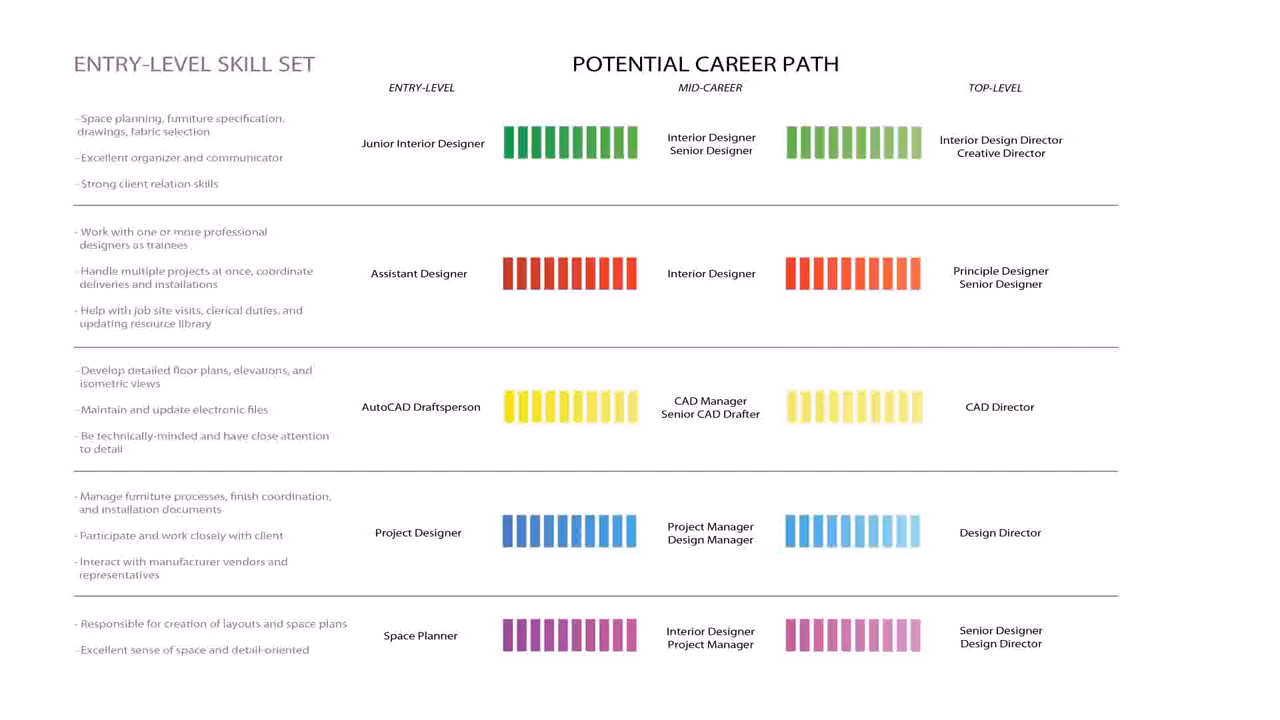 ENTRY-LEVEL SKILL SET
POTENTIAL CAREER PATH
ENTRY-LEVEL
MID-CAREER
TOP-LEVEL
-Space planning, furniture specification,
drawings, fabric selection
-Excellent organizer and communicator
-Strong client relation skills
Junior Interior Designer
Interior Designer
Senior Designer
Interior Design Director
Creative Director
- Work with one or more professional
designers as trainees
-Handle multiple projects at once, coordinate
deliveries and installations
- Help with job site visits, clerical duties, and
updating resource library
Assistant Designer
Interior Designer
Principle Designer
Senior Designer
-Develop detailed floor plans, elevations, and
isometric views
-Maintain and update electronic files
- Be technically-minded and have close attention
to detail
AutoCAD Draftsperson
CAD Manager
Senior CAD Drafter
CAD Director
- Manage furniture processes, finish coordination,
and installation documents
- Participate and work closely with client
- Interact with manufacturer vendors and
representatives
Project Designer
Project Manager
Design Manager
Design Director
- Responsible for creation of layouts and space plans
-Excellent sense of space and detail-oriented
Space Planner
Interior Designer
Project Manager
Senior Designer
Design Director